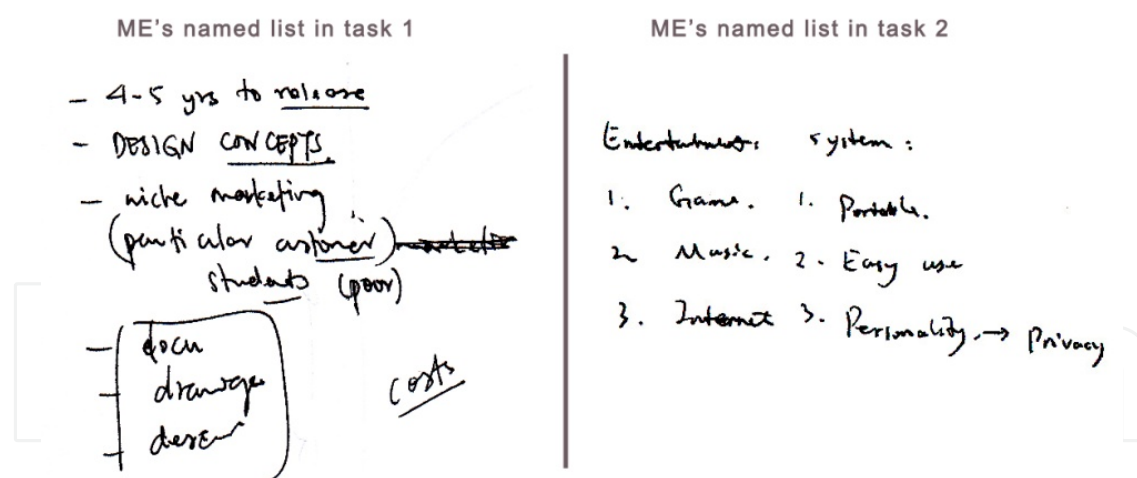 ME's named list in task 1
- 4-5 yrs to release
- DESIGN CONCEPTS.
- niche marketing
(particular customer)
students (poor)
- docu
- drawings
-
costs
ME's named list in task 2
Entertainment: system:
1. Game. 1. Portable.
2 Music. 2. Easy use
3. Internet 3. Personality. → Privacy